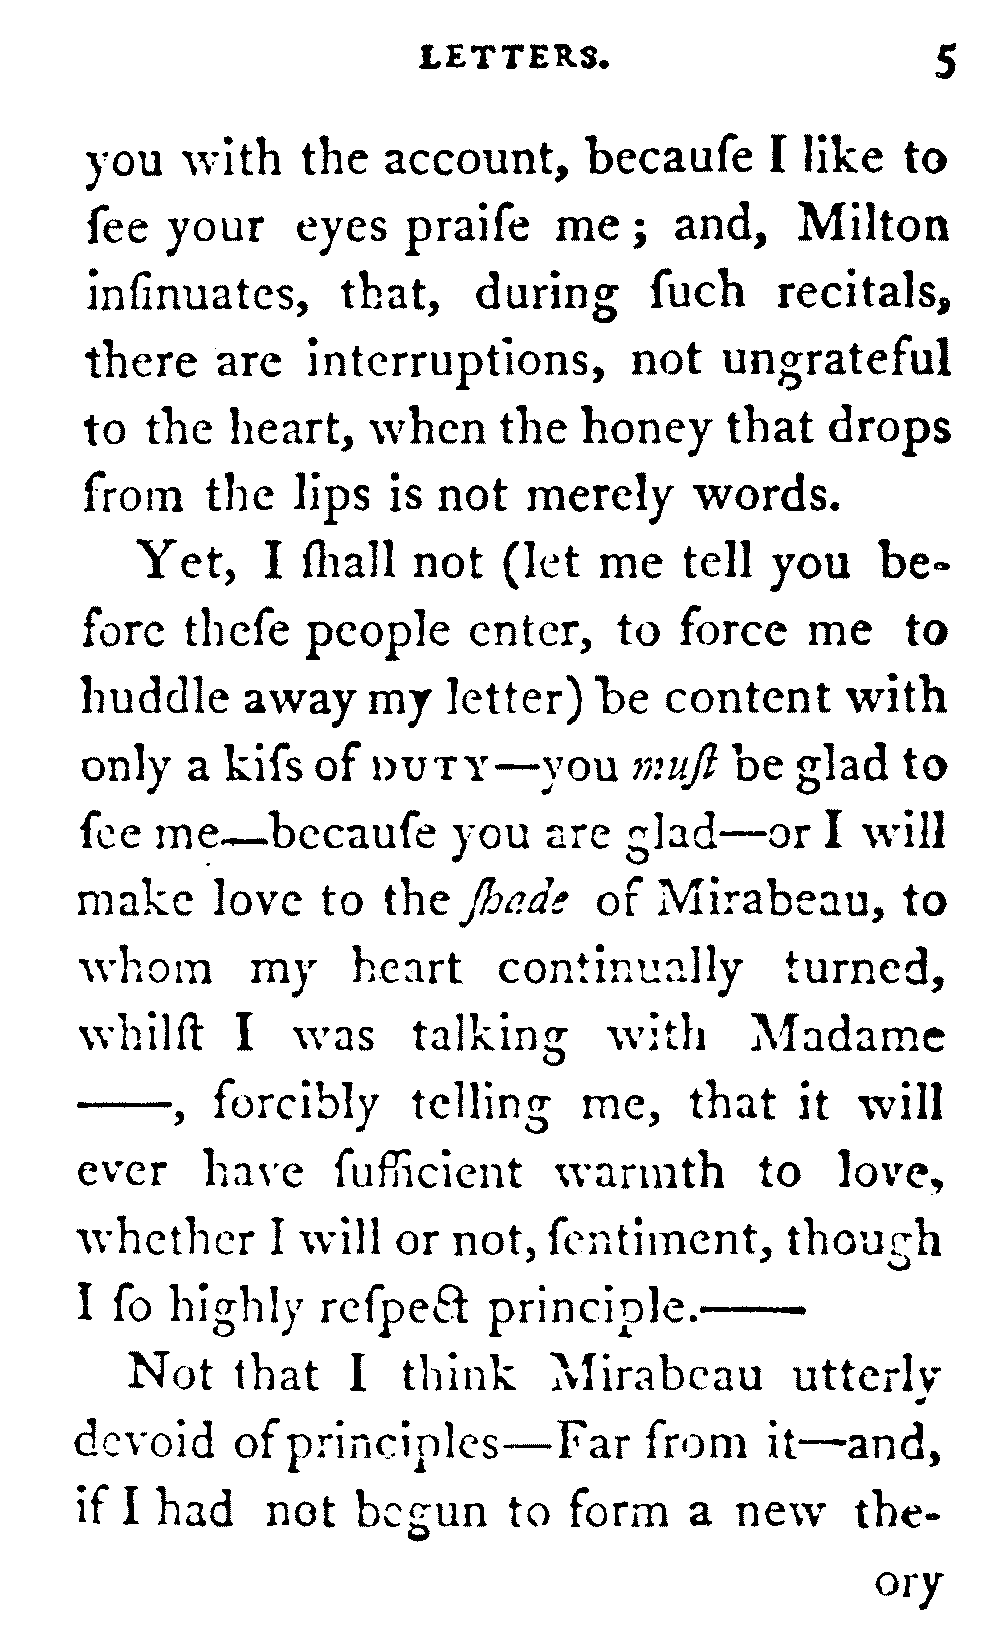 LETTERS. 5
you with the account, becauſe I like to
ſee your eyes praiſe me; and, Milton
inſinuates, that, during ſuch recitals,
there are interruptions, not ungrateful
to the heart, when the honey that drops
from the lips is not merely words.
Yet, I ſhall not (let me tell you be-
fore theſe people enter, to force me to
huddle away my letter) be content with
only a kiſs of DUTY—you muſt be glad to
ſee me—becauſe you are glad—or I will
make love to the ſhade of Mirabeau, to
whom my heart continually turned,
whilſt I was talking with Madame
——, forcibly telling me, that it will
ever have ſufficient warmth to love,
whether I will or not, ſentiment, though
I ſo highly reſpect principle.——
Not that I think Mirabeau utterly
devoid of principles—Far from it—and,
if I had not begun to form a new the-
ory